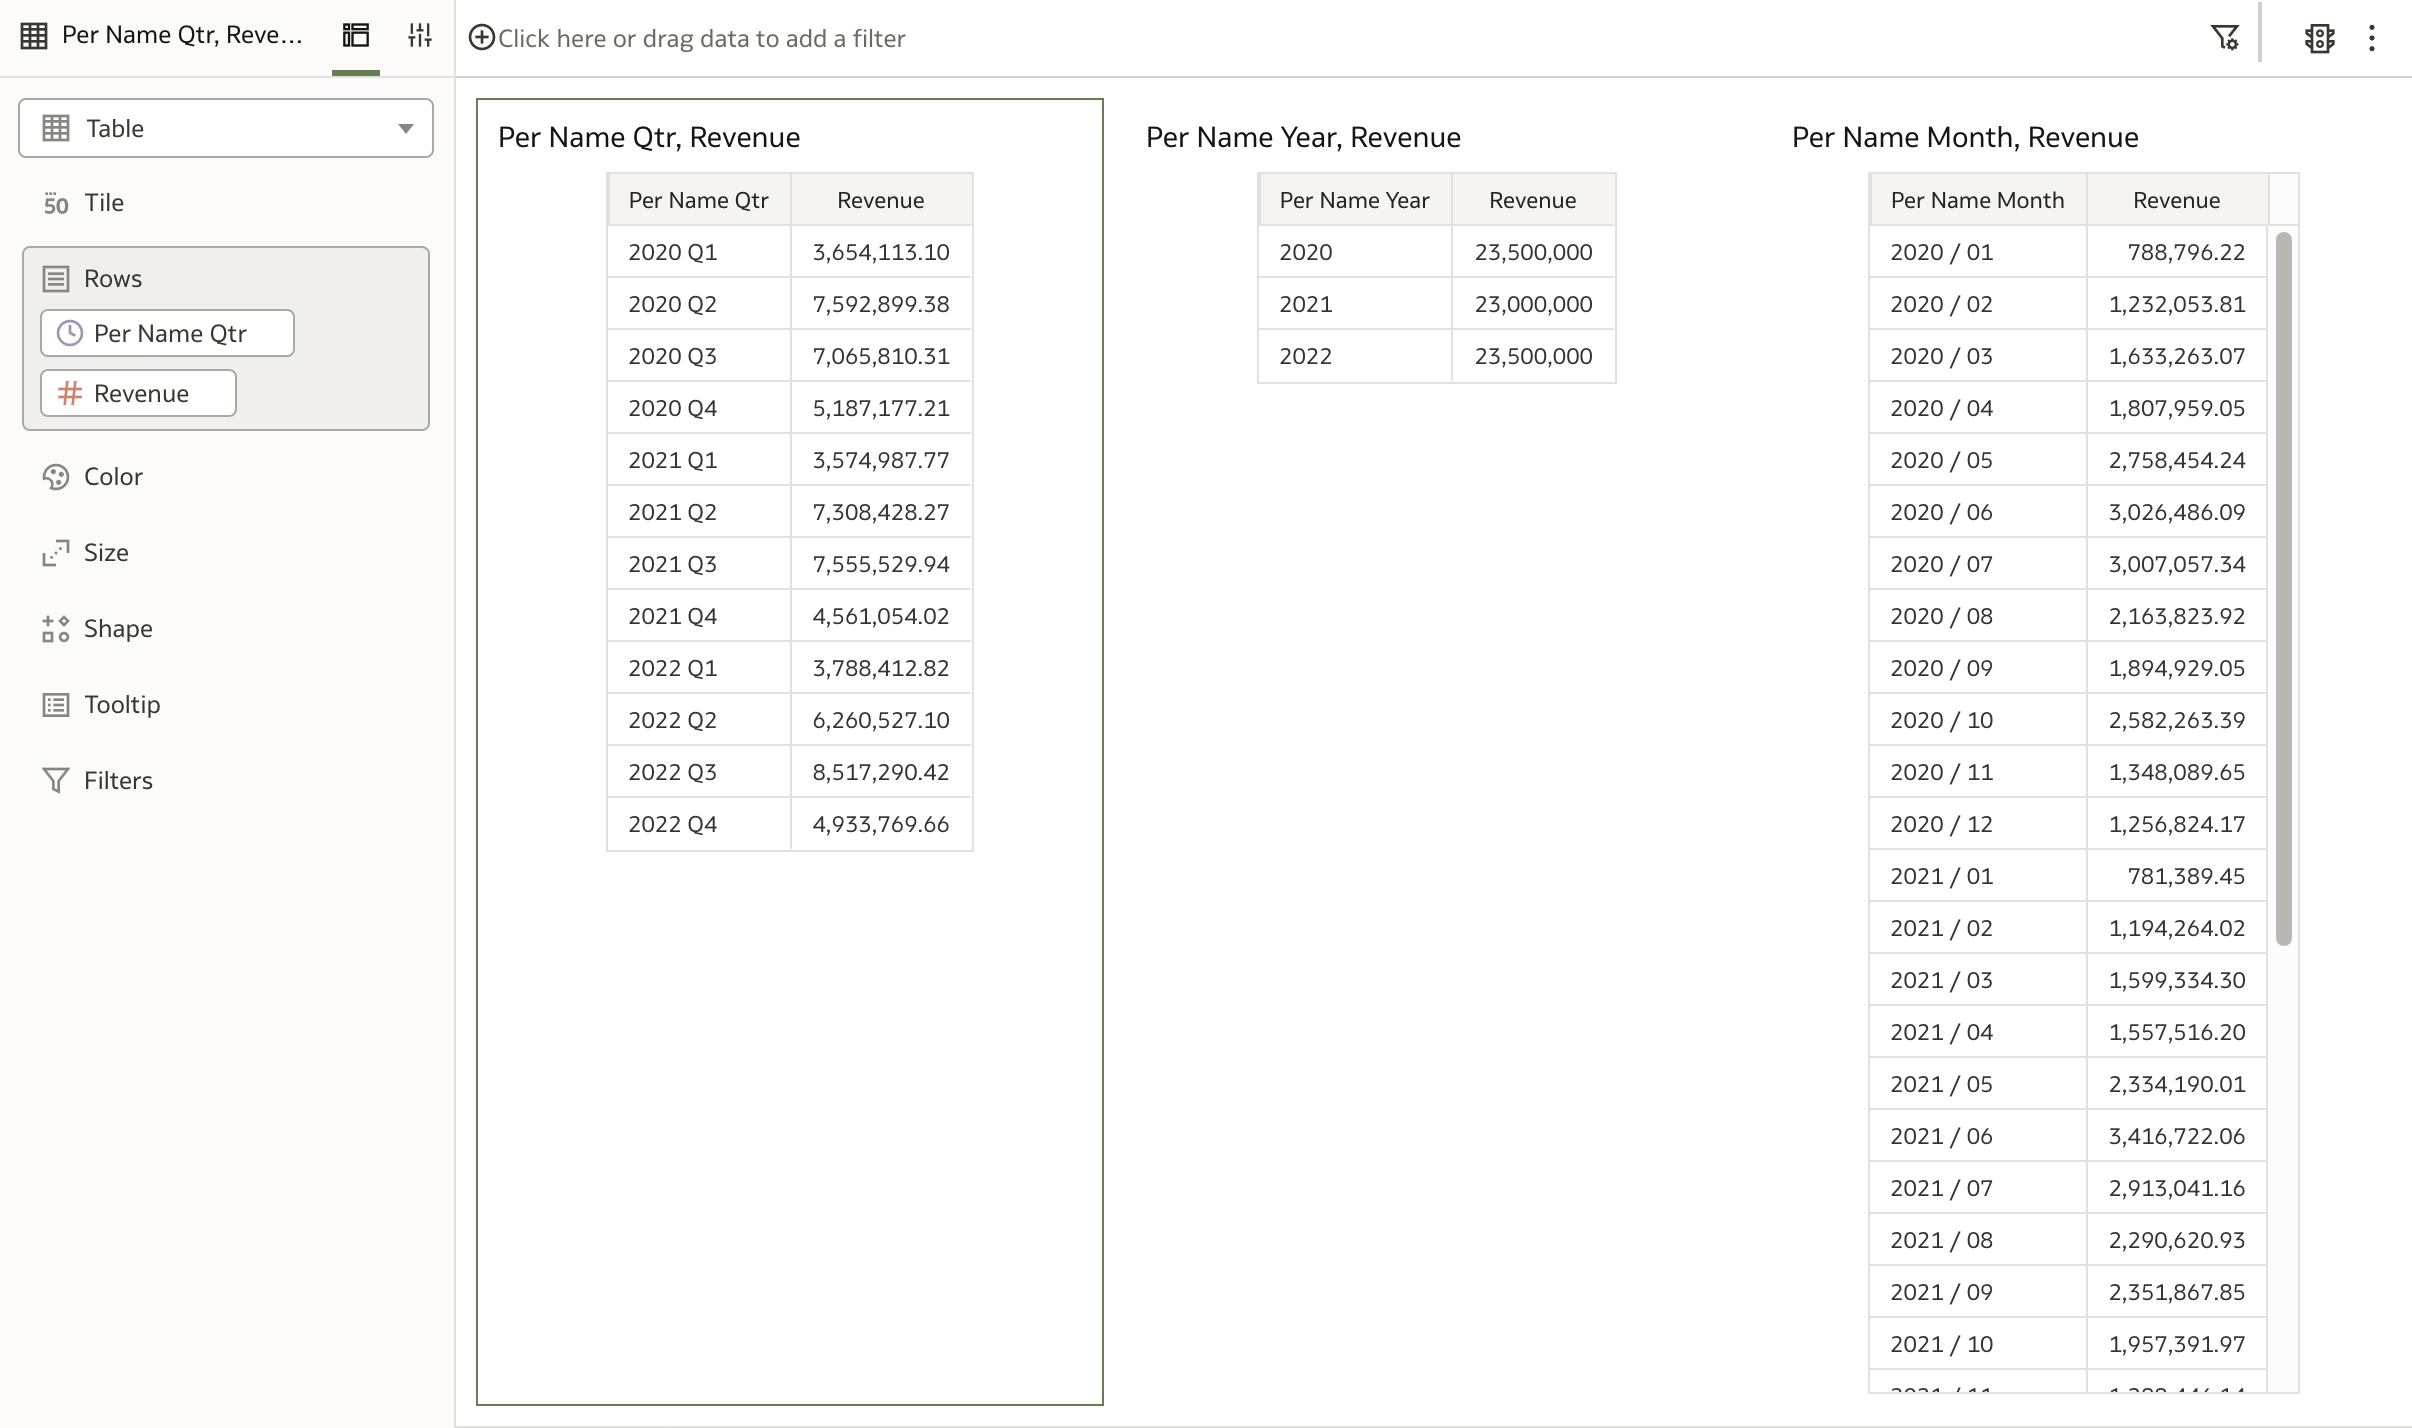 Per Name Qtr, Reve...
Click here or drag data to add a filter
Table
50 Tile
Rows
Per Name Qtr
# Revenue
Color
Size
Shape
Tooltip
Filters
Per Name Qtr, Revenue
Per Name Qtr Revenue
2020 Q1 3,654,113.10
2020 Q2 7,592,899.38
2020 Q3 7,065,810.31
2020 Q4 5,187,177.21
2021 Q1 3,574,987.77
2021 Q2 7,308,428.27
2021 Q3 7,555,529.94
2021 Q4 4,561,054.02
2022 Q1 3,788,412.82
2022 Q2 6,260,527.10
2022 Q3 8,517,290.42
2022 Q4 4,933,769.66
Per Name Year, Revenue
Per Name Year Revenue
2020 23,500,000
2021 23,000,000
2022 23,500,000
Per Name Month, Revenue
Per Name Month Revenue
2020 / 01 788,796.22
2020 / 02 1,232,053.81
2020 / 03 1,633,263.07
2020 / 04 1,807,959.05
2020 / 05 2,758,454.24
2020 / 06 3,026,486.09
2020 / 07 3,007,057.34
2020 / 08 2,163,823.92
2020 / 09 1,894,929.05
2020 / 10 2,582,263.39
2020 / 11 1,348,089.65
2020 / 12 1,256,824.17
2021 / 01 781,389.45
2021 / 02 1,194,264.02
2021 / 03 1,599,334.30
2021 / 04 1,557,516.20
2021 / 05 2,334,190.01
2021 / 06 3,416,722.06
2021 / 07 2,913,041.16
2021 / 08 2,290,620.93
2021 / 09 2,351,867.85
2021 / 10 1,957,391.97